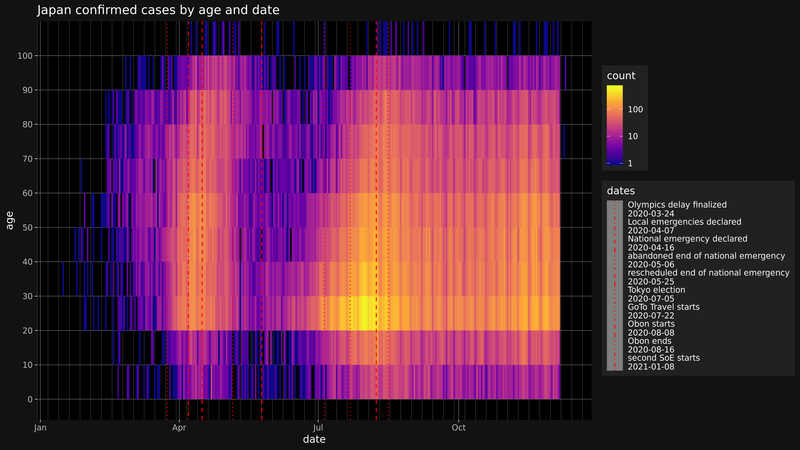 Japan confirmed cases by age and date
100
90
80
70
60
50
40
30
20
10
0
age
Jan
Apr
Jul
Oct
date
count
100
10
1
dates
Olympics delay finalized
2020-03-24
Local emergencies declared
2020-04-07
National emergency declared
2020-04-16
abandoned end of national emergency
2020-05-06
rescheduled end of national emergency
2020-05-25
Tokyo election
2020-07-05
GoTo Travel starts
2020-07-22
Obon starts
2020-08-08
Obon ends
2020-08-16
second SoE starts
2021-01-08